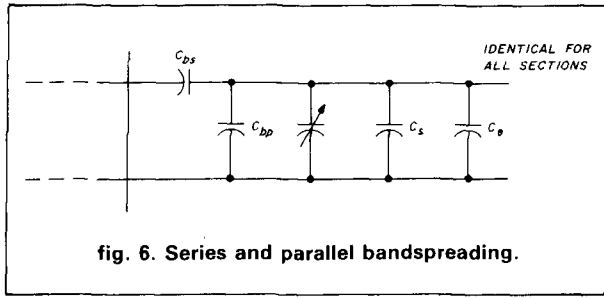 C_bs
IDENTICAL FOR
ALL SECTIONS
C_bp
C_s
C_e
fig. 6. Series and parallel bandspreading.